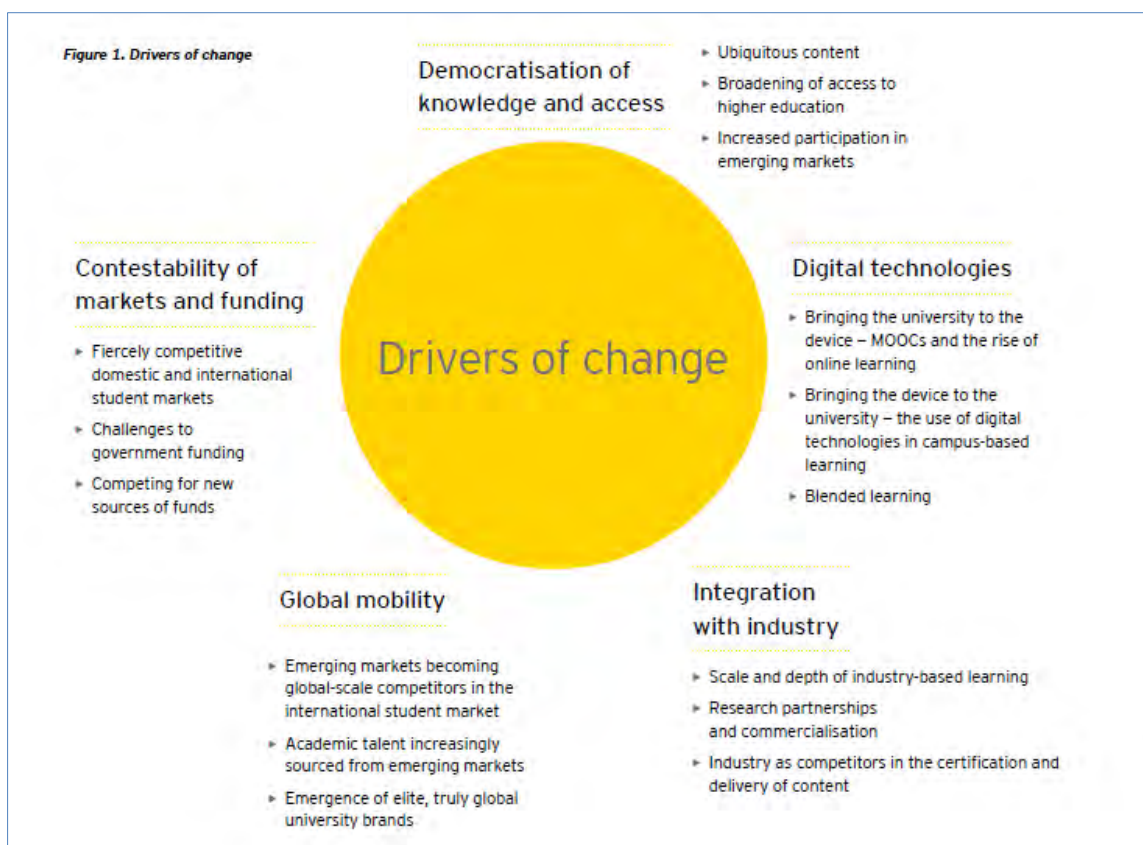 Figure 1. Drivers of change
Democratisation of
knowledge and access
▸ Ubiquitous content
▸ Broadening of access to
higher education
▸ Increased participation in
emerging markets
Contestability of
markets and funding
▸ Fiercely competitive
domestic and international
student markets
▸ Challenges to
government funding
▸ Competing for new
sources of funds
Drivers of change
Digital technologies
▸ Bringing the university to the
device – MOOCs and the rise of
online learning
▸ Bringing the device to the
university – the use of digital
technologies in campus-based
learning
▸ Blended learning
Global mobility
▸ Emerging markets becoming
global-scale competitors in the
international student market
▸ Academic talent increasingly
sourced from emerging markets
▸ Emergence of elite, truly global
university brands
Integration
with industry
▸ Scale and depth of industry-based learning
▸ Research partnerships
and commercialisation
▸ Industry as competitors in the certification and
delivery of content